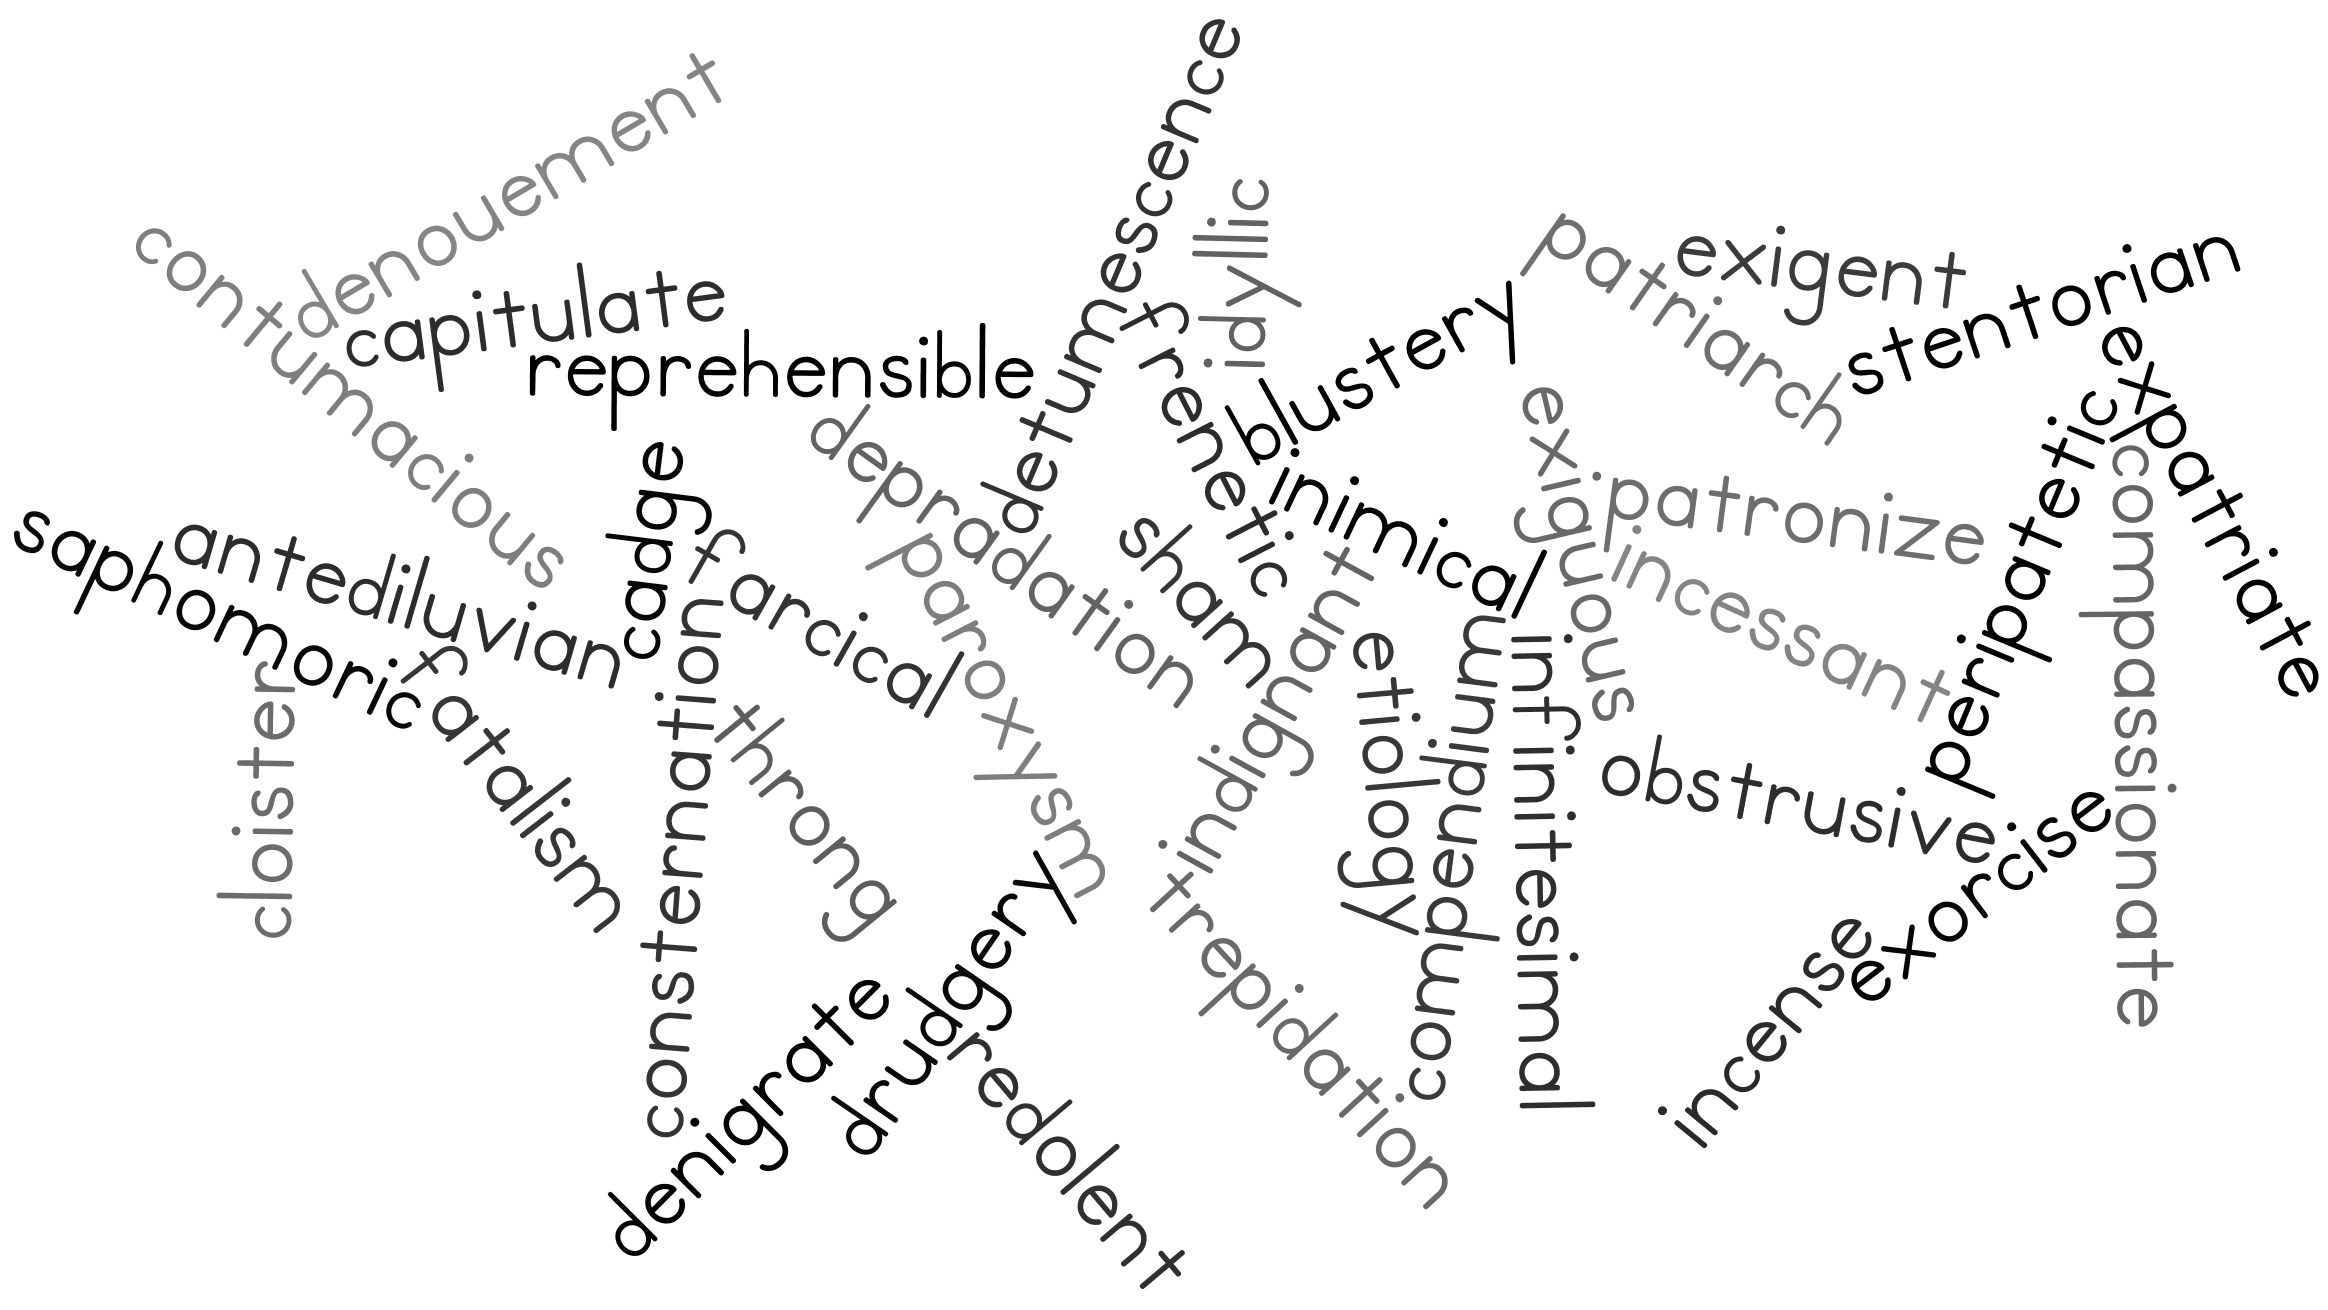 denouement
contumacious
capitulate
reprehensible
detumescence
idyllic
frenetic
blustery
patriarch
exigent
stentorian
expatriate
peripatetic
compassionate
depradation
cadge
farcical
saphomoric
antediluvian
fatalism
cloister
consternation
throng
paroxysm
sham
inimical
exiguous
patronize
incessant
indignant
etiology
compendium
infinitesimal
obstrusive
exorcise
incense
trepidation
drudgery
denigrate
redolent